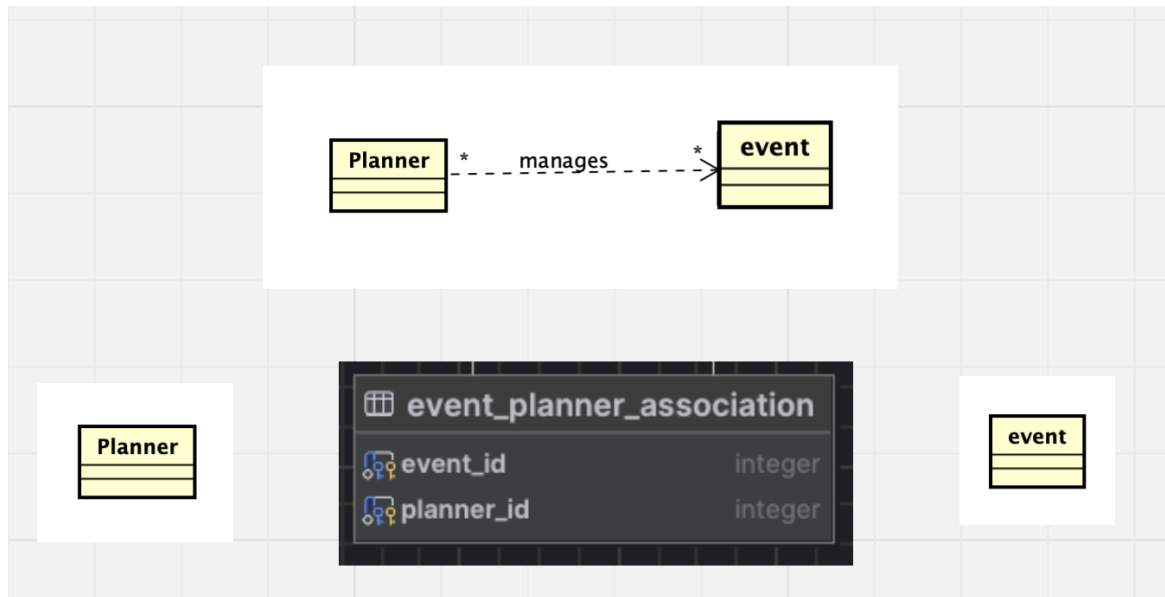 Planner * manages * event
event_planner_association
Planner event_id integer event
planner_id integer